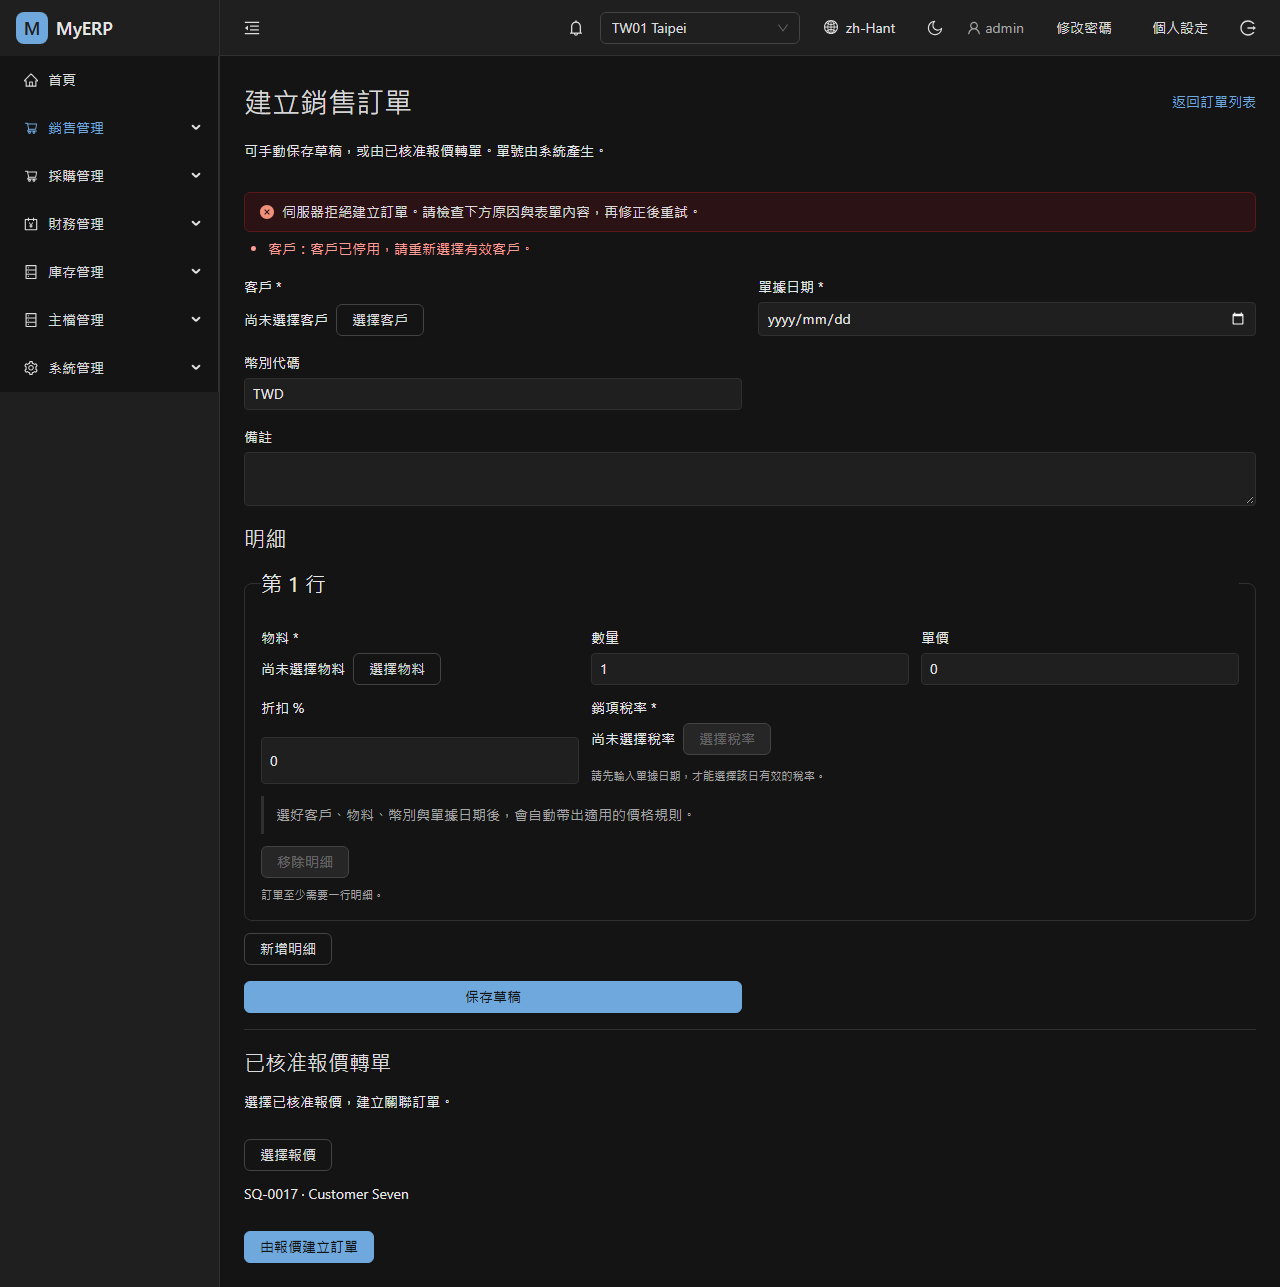 M MyERP
TW01 Taipei
zh-Hant
admin
修改密碼
個人設定
首頁
銷售管理
採購管理
財務管理
庫存管理
主檔管理
系統管理
建立銷售訂單
返回訂單列表
可手動保存草稿，或由已核准報價轉單。單號由系統產生。
伺服器拒絕建立訂單。請檢查下方原因與表單內容，再修正後重試。
• 客戶：客戶已停用，請重新選擇有效客戶。
客戶 *
單據日期 *
尚未選擇客戶 選擇客戶
yyyy/mm/dd
幣別代碼
TWD
備註
明細
第 1 行
物料 *
數量
單價
尚未選擇物料 選擇物料
1
0
折扣 %
銷項稅率 *
0
尚未選擇稅率 選擇稅率
請先輸入單據日期，才能選擇該日有效的稅率。
選好客戶、物料、幣別與單據日期後，會自動帶出適用的價格規則。
移除明細
訂單至少需要一行明細。
新增明細
保存草稿
已核准報價轉單
選擇已核准報價，建立關聯訂單。
選擇報價
SQ-0017 · Customer Seven
由報價建立訂單